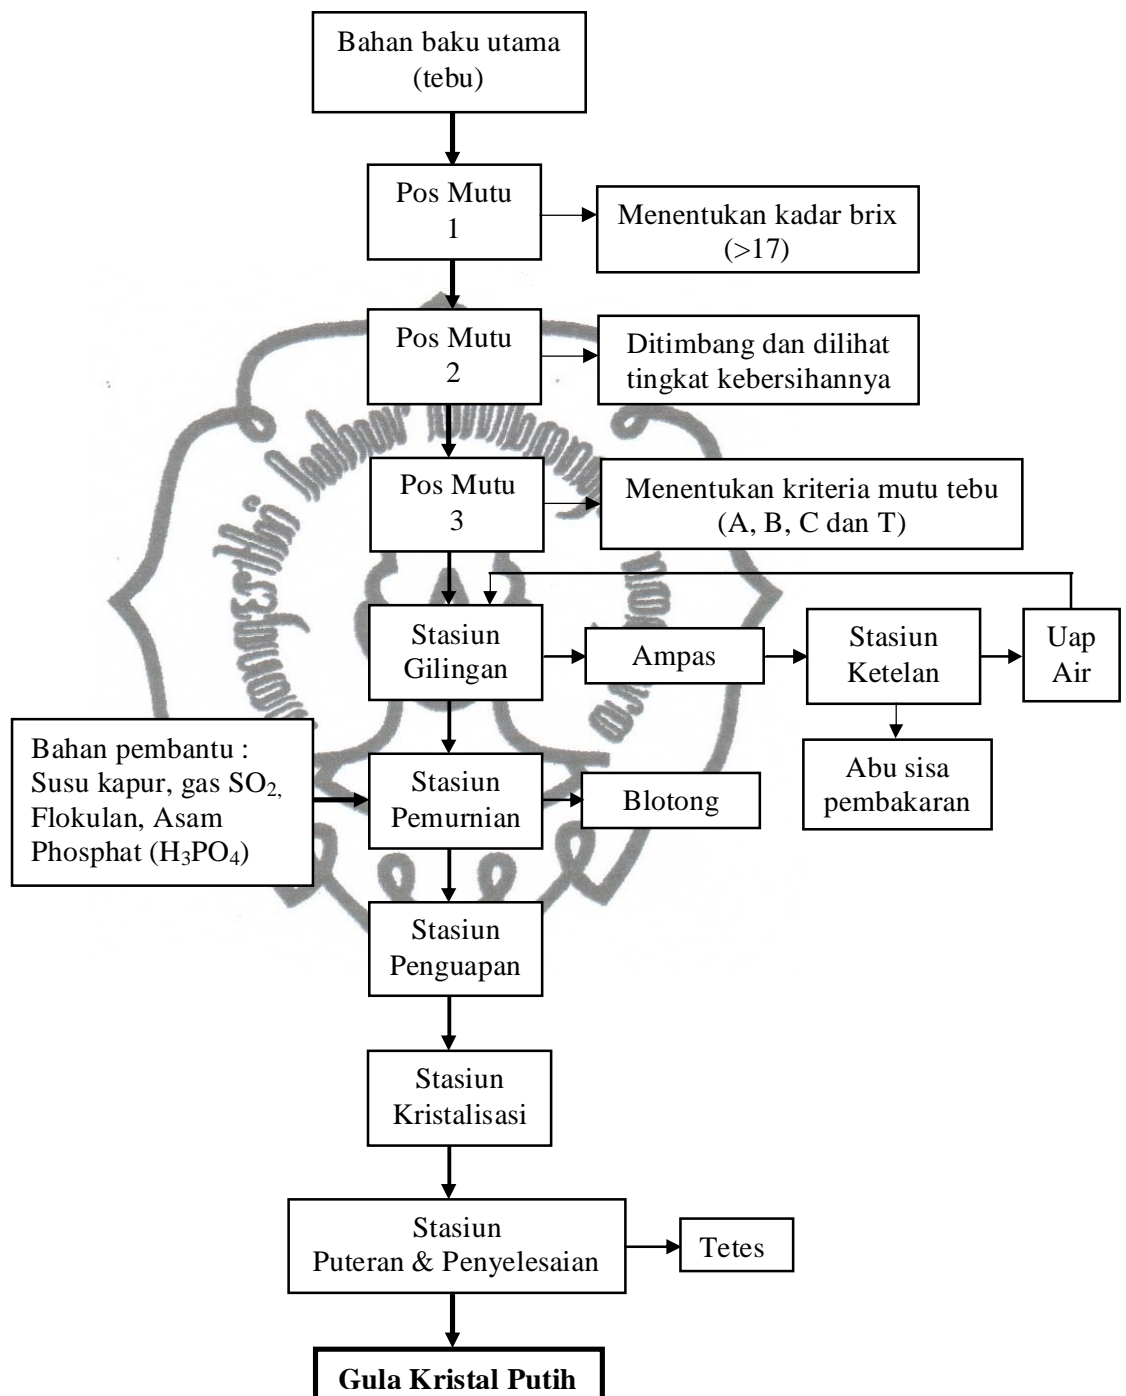 Bahan baku utama
(tebu)
Pos Mutu
1
Menentukan kadar brix
(>17)
Pos Mutu
2
Ditimbang dan dilihat
tingkat kebersihannya
Pos Mutu
3
Menentukan kriteria mutu tebu
(A, B, C dan T)
Stasiun
Gilingan
Ampas
Stasiun
Ketelan
Uap
Air
Abu sisa
pembakaran
Bahan pembantu :
Susu kapur, gas SO₂,
Flokulan, Asam
Phosphat (H₃PO₄)
Stasiun
Pemurnian
Blotong
Stasiun
Penguapan
Stasiun
Kristalisasi
Stasiun
Puteran & Penyelesaian
Tetes
Gula Kristal Putih